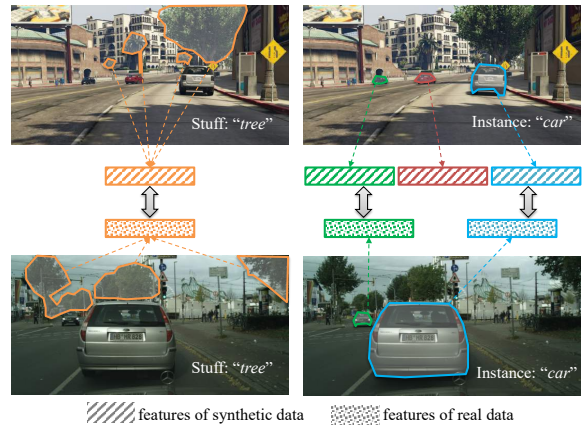 Stuff: “tree”
Instance: “car”
Stuff: “tree”
Instance: “car”
features of synthetic data
features of real data